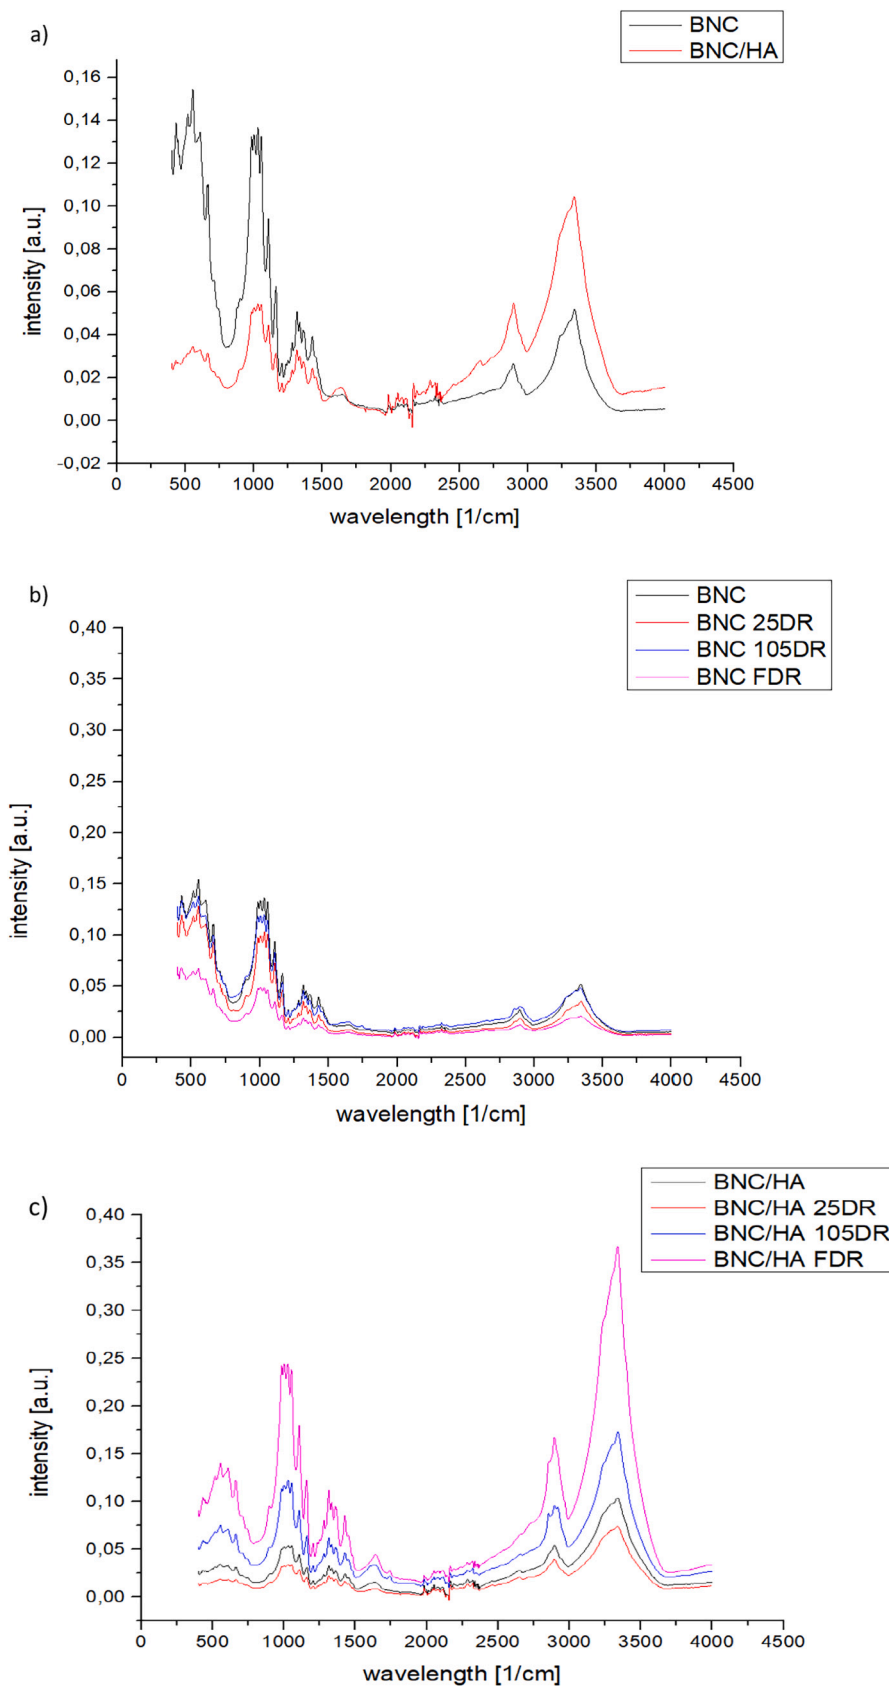 a)
BNC
BNC/HA
0,16
0,14
0,12
0,10
0,08
0,06
0,04
0,02
0,00
-0,02
intensity [a.u.]
0 500 1000 1500 2000 2500 3000 3500 4000 4500
wavelength [1/cm]
b)
BNC
BNC 25DR
BNC 105DR
BNC FDR
0,40
0,35
0,30
0,25
0,20
0,15
0,10
0,05
0,00
intensity [a.u.]
0 500 1000 1500 2000 2500 3000 3500 4000 4500
wavelength [1/cm]
c)
BNC/HA
BNC/HA 25DR
BNC/HA 105DR
BNC/HA FDR
0,40
0,35
0,30
0,25
0,20
0,15
0,10
0,05
0,00
intensity [a.u.]
0 500 1000 1500 2000 2500 3000 3500 4000 4500
wavelength [1/cm]